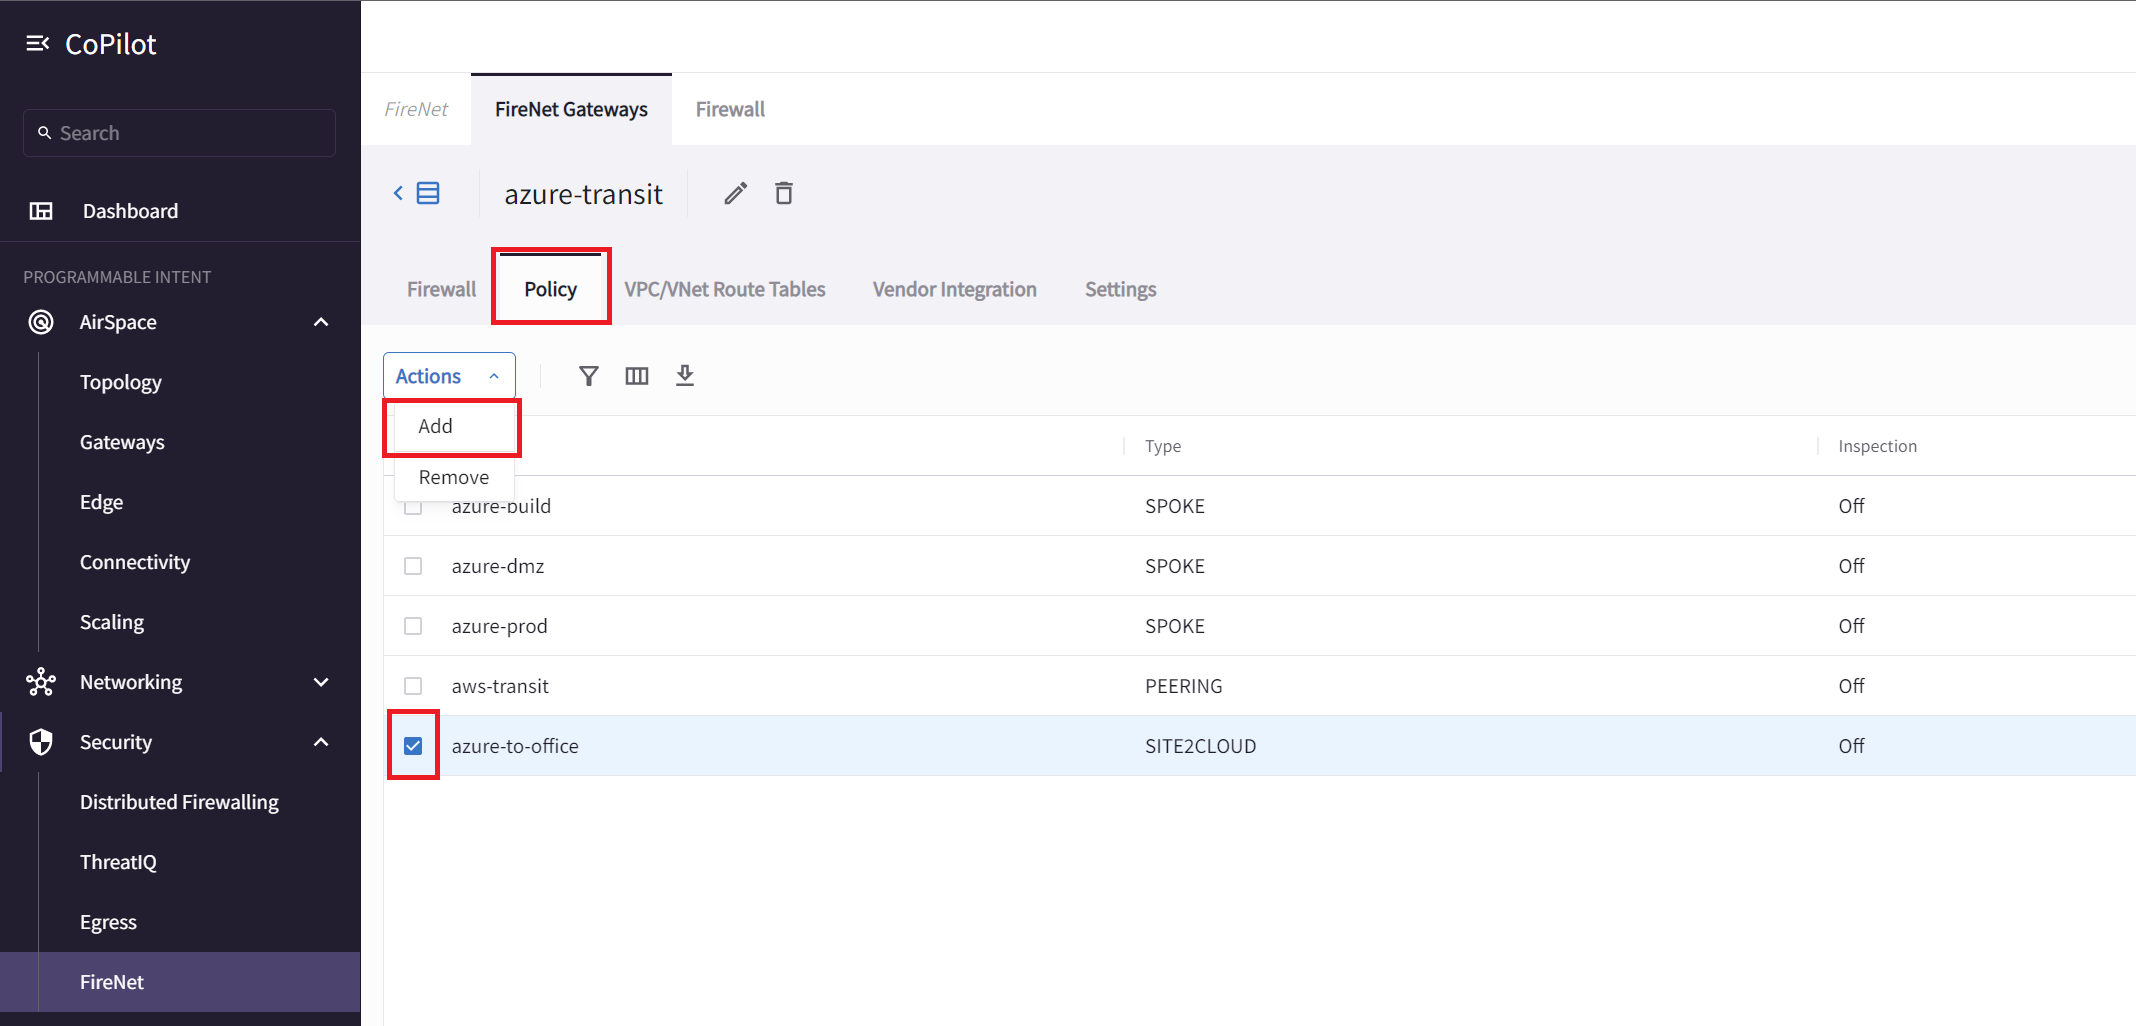 CoPilot
Search
Dashboard
PROGRAMMABLE INTENT
AirSpace
Topology
Gateways
Edge
Connectivity
Scaling
Networking
Security
Distributed Firewalling
ThreatIQ
Egress
FireNet
FireNet FireNet Gateways Firewall
azure-transit
Firewall Policy VPC/VNet Route Tables Vendor Integration Settings
Actions
Add
Remove
Type Inspection
azure-build SPOKE Off
azure-dmz SPOKE Off
azure-prod SPOKE Off
aws-transit PEERING Off
azure-to-office SITE2CLOUD Off